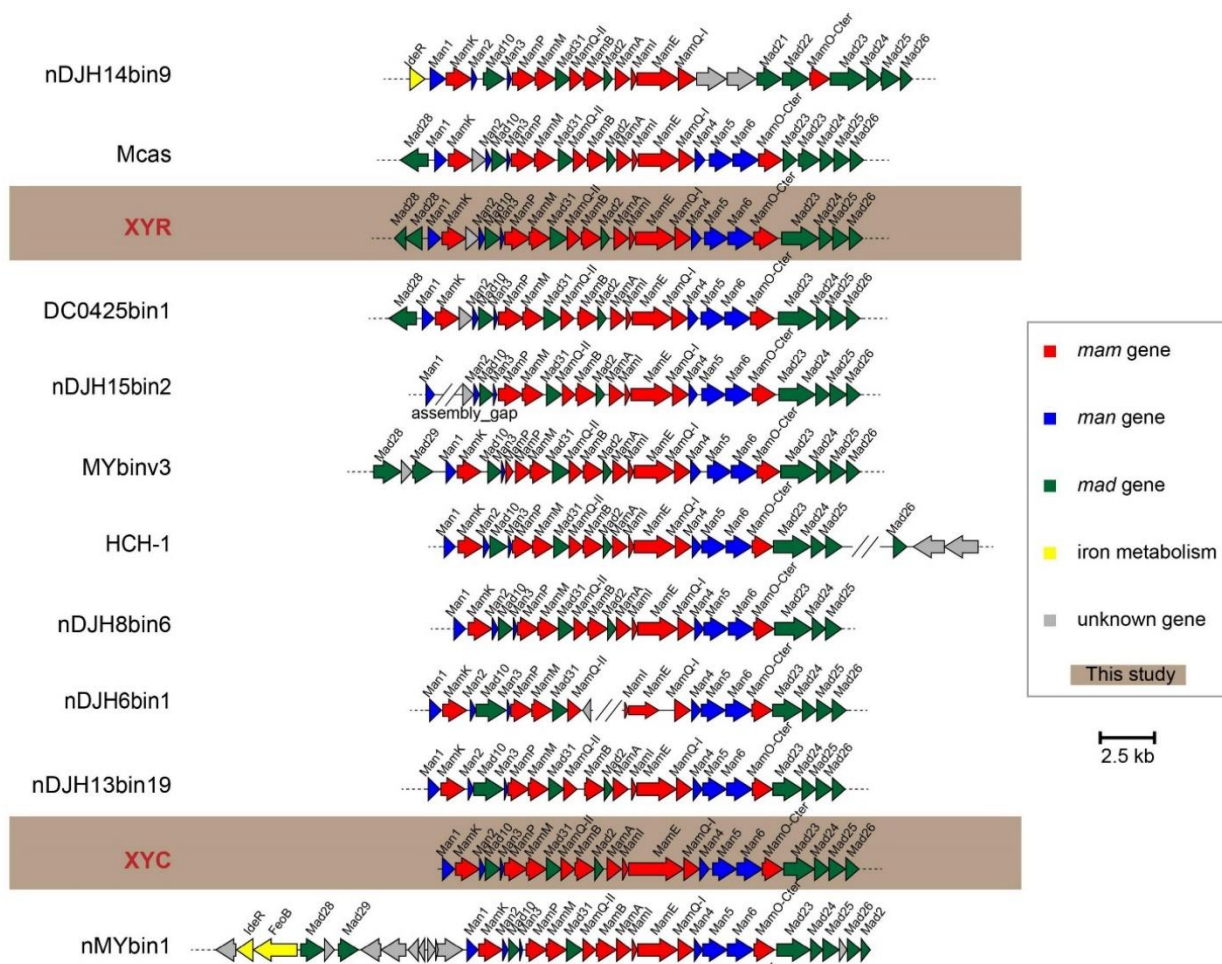 nDJH14bin9
IdeR Man1 MamK Man2 Mad10 Man3 MamP MamM Mad31 MamQ-II MamB Mad2 MamA MamI MamE MamQ-I Mad21 Mad22 MamO-Cter Mad23 Mad24 Mad25 Mad26
Mcas
Mad28 Man1 MamK Man2 Mad10 Man3 MamP MamM Mad31 MamQ-II MamB Mad2 MamA MamI MamE MamQ-I Man4 Man5 Man6 MamO-Cter Mad23 Mad23 Mad24 Mad25 Mad26
XYR
Mad28 Mad28 Man1 MamK Man2 Mad10 Man3 MamP MamM Mad31 MamQ-II MamB Mad2 MamA MamI MamE MamQ-I Man4 Man5 Man6 MamO-Cter Mad23 Mad24 Mad25 Mad26
DC0425bin1
Mad28 Man1 MamK Man2 Mad10 Man3 MamP MamM Mad31 MamQ-II MamB Mad2 MamA MamI MamE MamQ-I Man4 Man5 Man6 MamO-Cter Mad23 Mad24 Mad25 Mad26
nDJH15bin2
Man1 Man2 Mad10 Man3 MamP MamM Mad31 MamQ-II MamB Mad2 MamA MamI MamE MamQ-I Man4 Man5 Man6 MamO-Cter Mad23 Mad24 Mad25 Mad26
assembly_gap
MYbinv3
Mad28 Mad29 Man1 MamK Mad10 Man3 MamP MamP MamM Mad31 MamQ-II MamB Mad2 MamA MamI MamE MamQ-I Man4 Man5 Man6 MamO-Cter Mad23 Mad24 Mad25 Mad26
HCH-1
Man1 MamK Man2 Mad10 Man3 MamP MamM Mad31 MamQ-II MamB Mad2 MamA MamI MamE MamQ-I Man4 Man5 Man6 MamO-Cter Mad23 Mad24 Mad25 Mad26
nDJH8bin6
Man1 MamK Man2 Mad10 Man3 MamP MamM Mad31 MamQ-II MamB Mad2 MamA MamI MamE MamQ-I Man4 Man5 Man6 MamO-Cter Mad23 Mad24 Mad25
nDJH6bin1
Man1 MamK Man2 Mad10 Man3 MamP MamM Mad31 MamQ-II MamI MamE MamQ-I Man4 Man5 Man6 MamO-Cter Mad23 Mad24 Mad25 Mad26
nDJH13bin19
Man1 MamK Man2 Mad10 Man3 MamP MamM Mad31 MamQ-II MamB Mad2 MamA MamI MamE MamQ-I Man4 Man5 Man6 MamO-Cter Mad23 Mad24 Mad25 Mad26
XYC
Man1 MamK Man2 Mad10 Man3 MamP MamM Mad31 MamQ-II MamB Mad2 MamA MamI MamE MamQ-I Man4 Man5 Man6 MamO-Cter Mad23 Mad24 Mad25 Mad26
nMYbin1
IdeR FeoB Mad28 Mad29 Man1 MamK Man2 Mad10 Man3 MamP MamM Mad31 MamQ-II MamB Mad2 MamA MamI MamE MamQ-I Man4 Man5 Man6 MamO-Cter Mad23 Mad24 Mad25 Mad2
mam gene
man gene
mad gene
iron metabolism
unknown gene
This study
2.5 kb